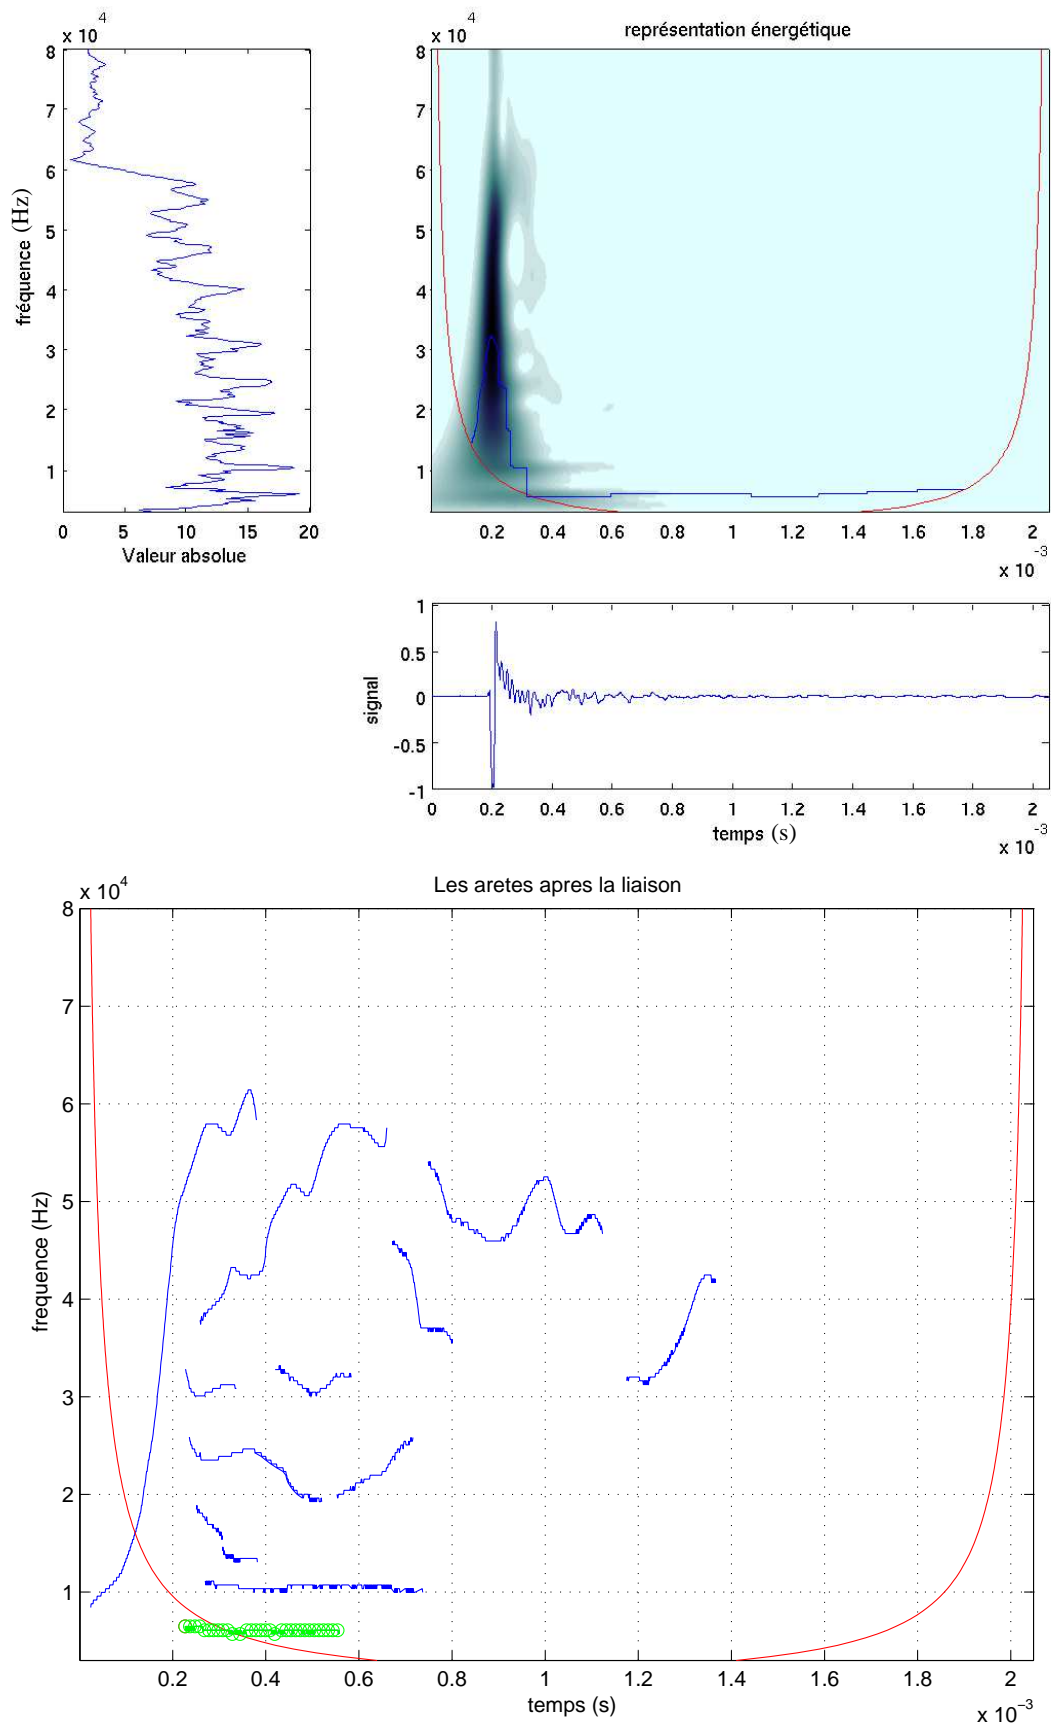 x 10 4
8
7
6
5
4
3
2
1
fréquence (Hz)
0 5 10 15 20
Valeur absolue
représentation énergétique
x 10 4
8
7
6
5
4
3
2
1
0.2 0.4 0.6 0.8 1 1.2 1.4 1.6 1.8 2
x 10 -3
1
0.5
0
-0.5
-1
signal
0 0.2 0.4 0.6 0.8 1 1.2 1.4 1.6 1.8 2
temps (s)
x 10 -3
Les aretes apres la liaison
x 10^4
8
7
6
5
4
3
2
1
frequence (Hz)
0.2 0.4 0.6 0.8 1 1.2 1.4 1.6 1.8 2
temps (s)
x 10^−3